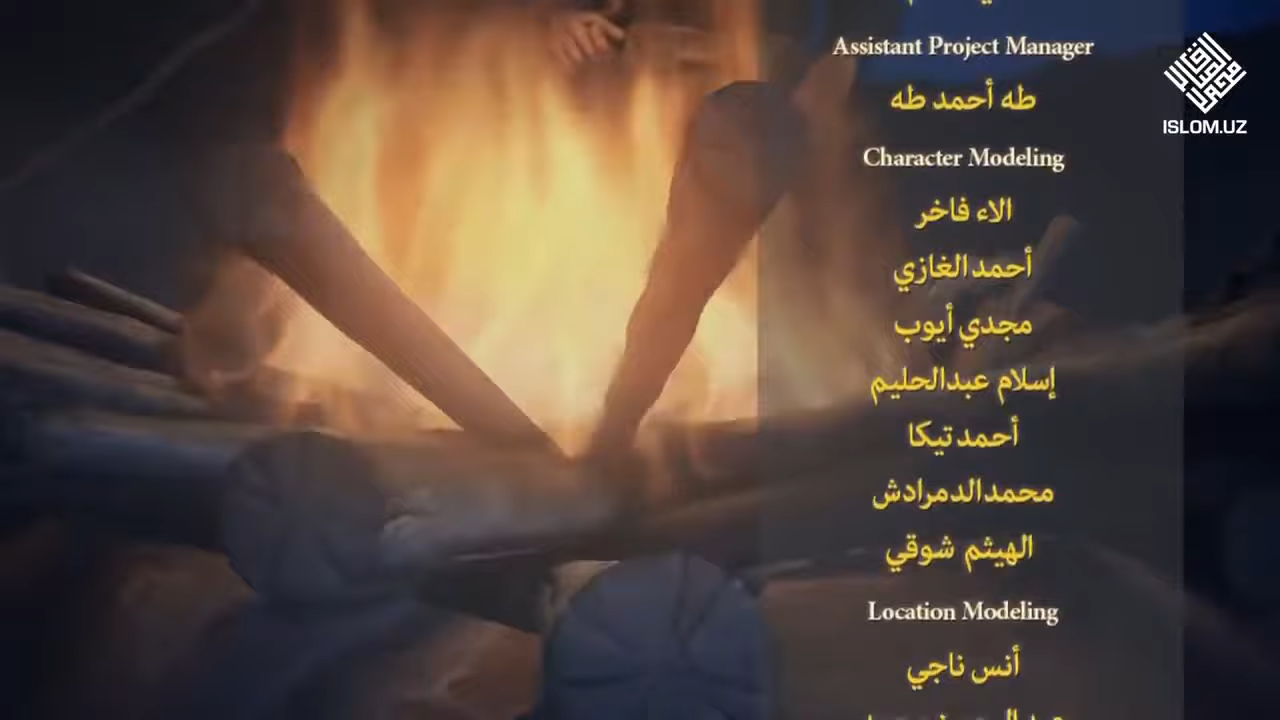 Assistant Project Manager
طه أحمد طه
Character Modeling
الاء فاخر
أحمد الغازي
مجدي أيوب
إسلام عبدالحليم
أحمد تيكا
محمد الدمرادش
الهيثم شوقي
Location Modeling
أنس ناجي
ISLOM.UZ